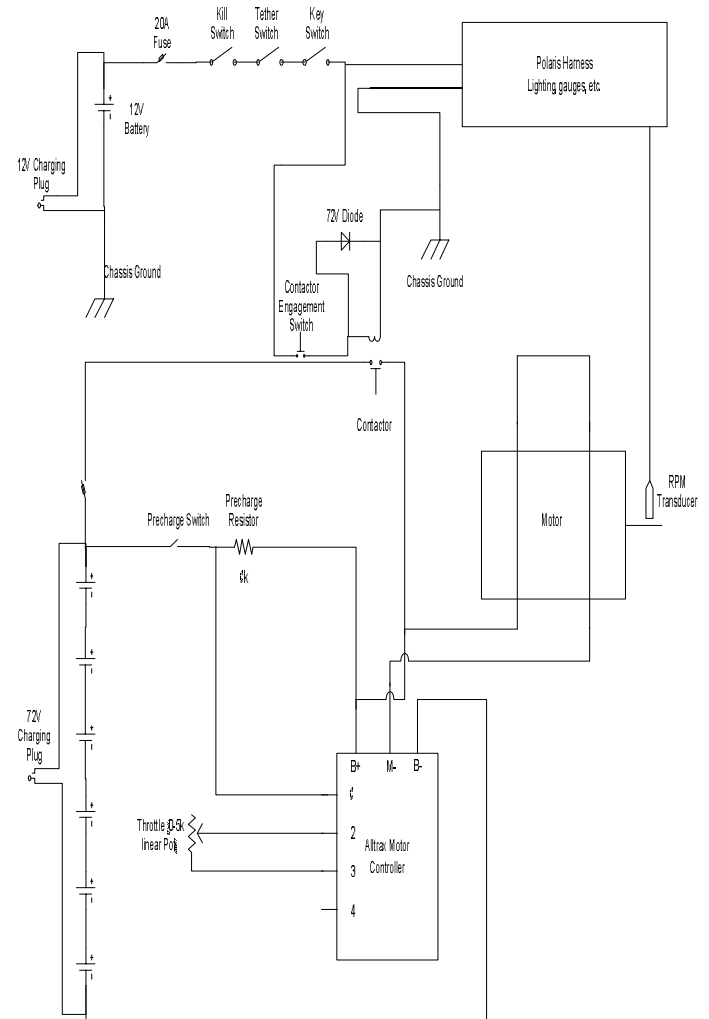 20A
Fuse
Kill
Switch
Tether
Switch
Key
Switch
Polaris Harness
Lighting, gauges, etc.
12V
Battery
12V Charging
Plug
Chassis Ground
72V Diode
Chassis Ground
Contactor
Engagement
Switch
Contactor
RPM
Transducer
Motor
Precharge Switch
Precharge
Resistor
72V
Charging
Plug
B+ M- B-
Throttle
linear Pot
2
3
4
Alltrax Motor
Controller
+
-